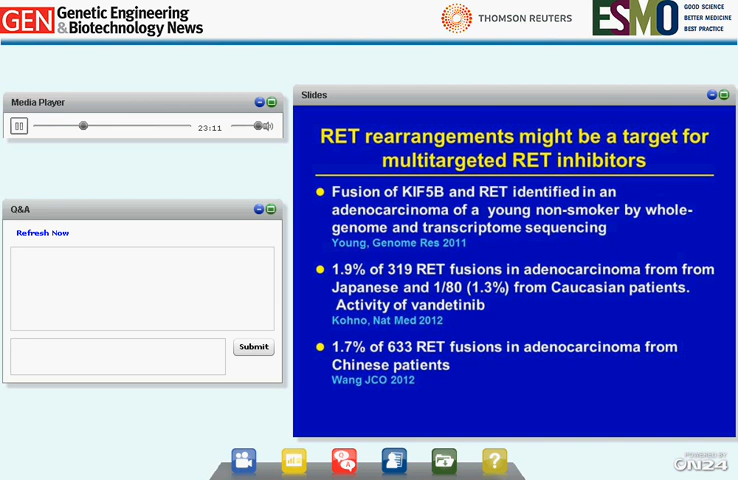 GEN Genetic Engineering
& Biotechnology News
THOMSON REUTERS
ESMO
GOOD SCIENCE
BETTER MEDICINE
BEST PRACTICE
Media Player
23:11
Q&A
Refresh Now
Submit
Slides
RET rearrangements might be a target for
multitargeted RET inhibitors
Fusion of KIF5B and RET identified in an
adenocarcinoma of a young non-smoker by whole-
genome and transcriptome sequencing
Young, Genome Res 2011
1.9% of 319 RET fusions in adenocarcinoma from from
Japanese and 1/80 (1.3%) from Caucasian patients.
Activity of vandetinib
Kohno, Nat Med 2012
1.7% of 633 RET fusions in adenocarcinoma from
Chinese patients
Wang JCO 2012
Q
A
?
POWERED BY
ON24